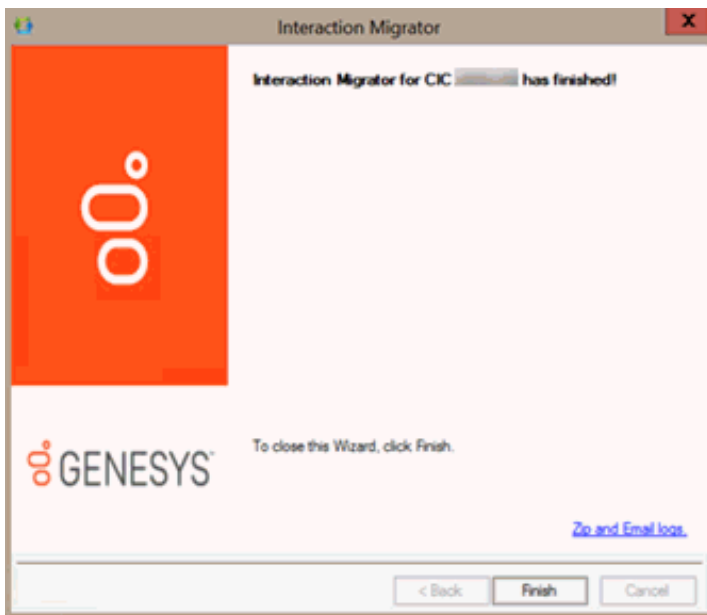 Interaction Migrator
X
Interaction Migrator for CIC has finished!
To close this Wizard, click Finish.
GENESYS
Zip and Email logs.
< Back
Finish
Cancel